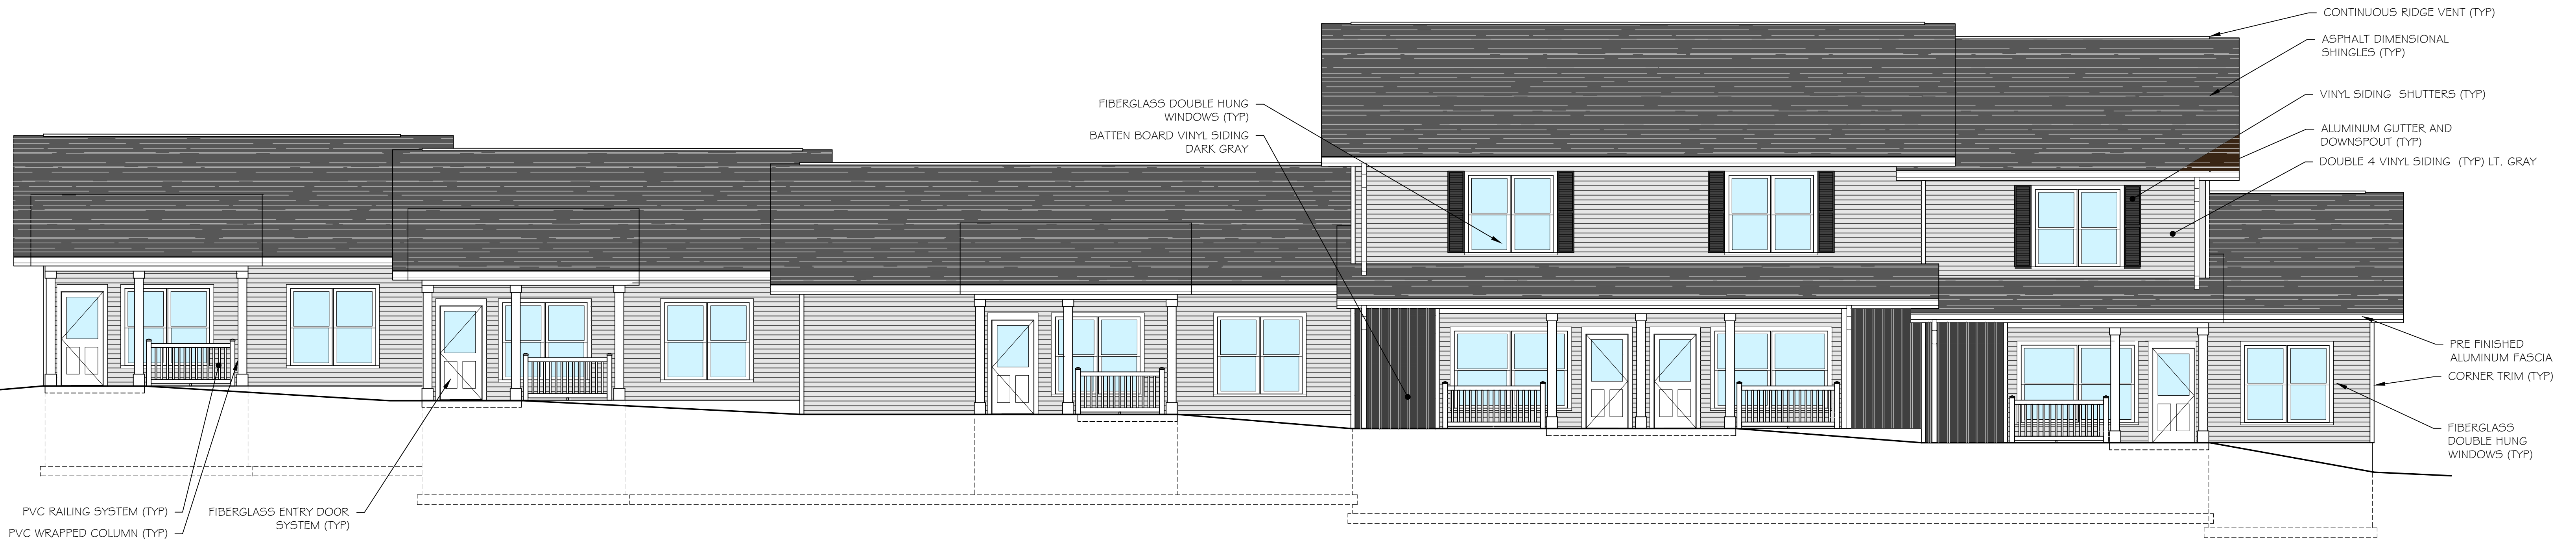 CONTINUOUS RIDGE VENT (TYP)
ASPHALT DIMENSIONAL
SHINGLES (TYP)
VINYL SIDING SHUTTERS (TYP)
ALUMINUM GUTTER AND
DOWNSPOUT (TYP)
DOUBLE 4 VINYL SIDING (TYP) LT. GRAY
FIBERGLASS DOUBLE HUNG
WINDOWS (TYP)
BATTEN BOARD VINYL SIDING
DARK GRAY
PRE FINISHED
ALUMINUM FASCIA
CORNER TRIM (TYP)
FIBERGLASS
DOUBLE HUNG
WINDOWS (TYP)
PVC RAILING SYSTEM (TYP)
PVC WRAPPED COLUMN (TYP)
FIBERGLASS ENTRY DOOR
SYSTEM (TYP)